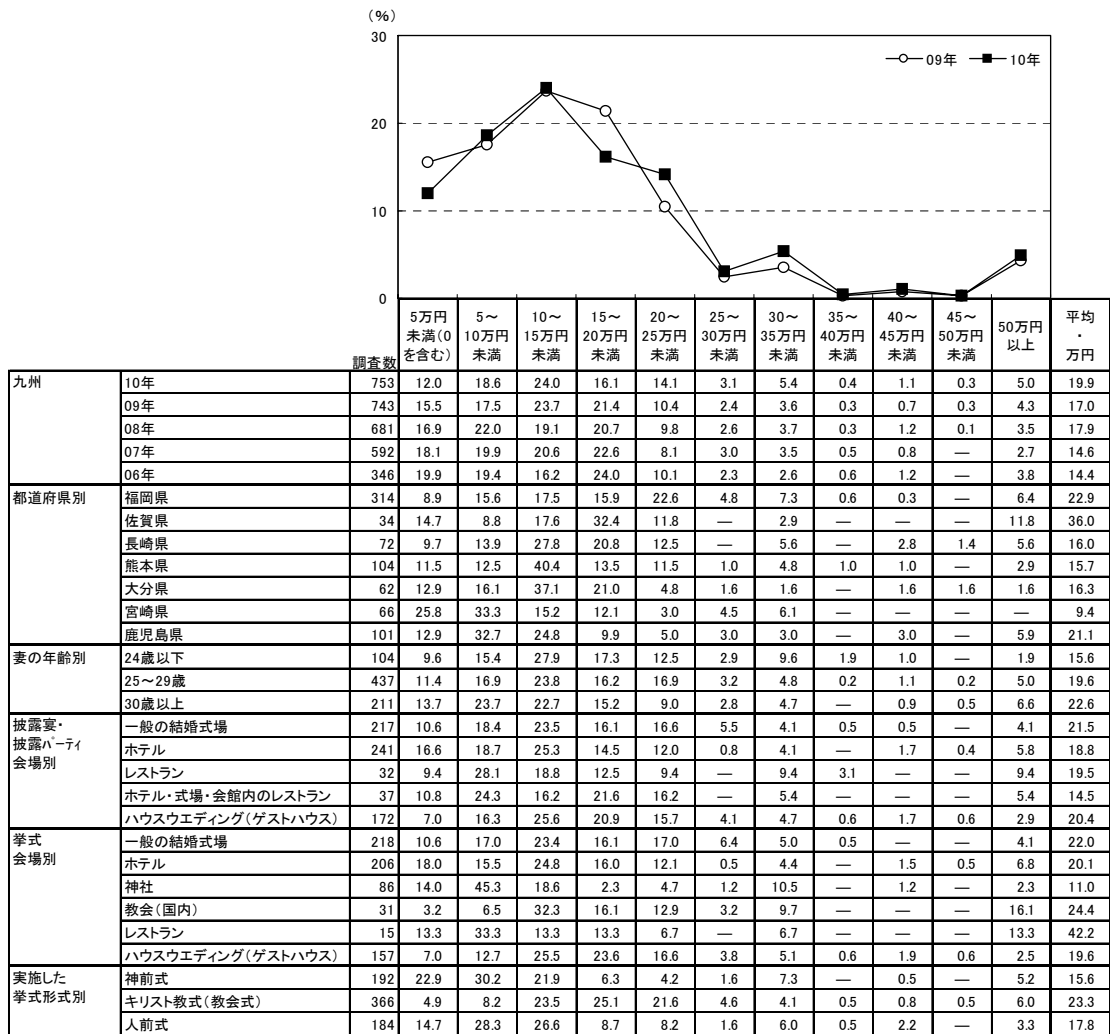 (%)
30
20
10
0
09年 10年
調査数
5万円未満(0を含む)
5～10万円未満
10～15万円未満
15～20万円未満
20～25万円未満
25～30万円未満
30～35万円未満
35～40万円未満
40～45万円未満
45～50万円未満
50万円以上
平均・万円
九州 10年 753 12.0 18.6 24.0 16.1 14.1 3.1 5.4 0.4 1.1 0.3 5.0 19.9
09年 743 15.5 17.5 23.7 21.4 10.4 2.4 3.6 0.3 0.7 0.3 4.3 17.0
08年 681 16.9 22.0 19.1 20.7 9.8 2.6 3.7 0.3 1.2 0.1 3.5 17.9
07年 592 18.1 19.9 20.6 22.6 8.1 3.0 3.5 0.5 0.8 — 2.7 14.6
06年 346 19.9 19.4 16.2 24.0 10.1 2.3 2.6 0.6 1.2 — 3.8 14.4
都道府県別 福岡県 314 8.9 15.6 17.5 15.9 22.6 4.8 7.3 0.6 0.3 — 6.4 22.9
佐賀県 34 14.7 8.8 17.6 32.4 11.8 — 2.9 — — — 11.8 36.0
長崎県 72 9.7 13.9 27.8 20.8 12.5 — 5.6 — 2.8 1.4 5.6 16.0
熊本県 104 11.5 12.5 40.4 13.5 11.5 1.0 4.8 1.0 1.0 — 2.9 15.7
大分県 62 12.9 16.1 37.1 21.0 4.8 1.6 1.6 — 1.6 1.6 1.6 16.3
宮崎県 66 25.8 33.3 15.2 12.1 3.0 4.5 6.1 — — — — 9.4
鹿児島県 101 12.9 32.7 24.8 9.9 5.0 3.0 3.0 — 3.0 — 5.9 21.1
妻の年齢別 24歳以下 104 9.6 15.4 27.9 17.3 12.5 2.9 9.6 1.9 1.0 — 1.9 15.6
25～29歳 437 11.4 16.9 23.8 16.2 16.9 3.2 4.8 0.2 1.1 0.2 5.0 19.6
30歳以上 211 13.7 23.7 22.7 15.2 9.0 2.8 4.7 — 0.9 0.5 6.6 22.6
披露宴・披露パーティ会場別 一般の結婚式場 217 10.6 18.4 23.5 16.1 16.6 5.5 4.1 0.5 0.5 — 4.1 21.5
ホテル 241 16.6 18.7 25.3 14.5 12.0 0.8 4.1 — 1.7 0.4 5.8 18.8
レストラン 32 9.4 28.1 18.8 12.5 9.4 — 9.4 3.1 — — 9.4 19.5
ホテル・式場・会館内のレストラン 37 10.8 24.3 16.2 21.6 16.2 — 5.4 — — — 5.4 14.5
ハウスウエディング(ゲストハウス) 172 7.0 16.3 25.6 20.9 15.7 4.1 4.7 0.6 1.7 0.6 2.9 20.4
挙式会場別 一般の結婚式場 218 10.6 17.0 23.4 16.1 17.0 6.4 5.0 0.5 — — 4.1 22.0
ホテル 206 18.0 15.5 24.8 16.0 12.1 0.5 4.4 — 1.5 0.5 6.8 20.1
神社 86 14.0 45.3 18.6 2.3 4.7 1.2 10.5 — 1.2 — 2.3 11.0
教会(国内) 31 3.2 6.5 32.3 16.1 12.9 3.2 9.7 — — — 16.1 24.4
レストラン 15 13.3 33.3 13.3 13.3 6.7 — 6.7 — — — 13.3 42.2
ハウスウエディング(ゲストハウス) 157 7.0 12.7 25.5 23.6 16.6 3.8 5.1 0.6 1.9 0.6 2.5 19.6
実施した挙式形式別 神前式 192 22.9 30.2 21.9 6.3 4.2 1.6 7.3 — 0.5 — 5.2 15.6
キリスト教式(教会式) 366 4.9 8.2 23.5 25.1 21.6 4.6 4.1 0.5 0.8 0.5 6.0 23.3
人前式 184 14.7 28.3 26.6 8.7 8.2 1.6 6.0 0.5 2.2 — 3.3 17.8